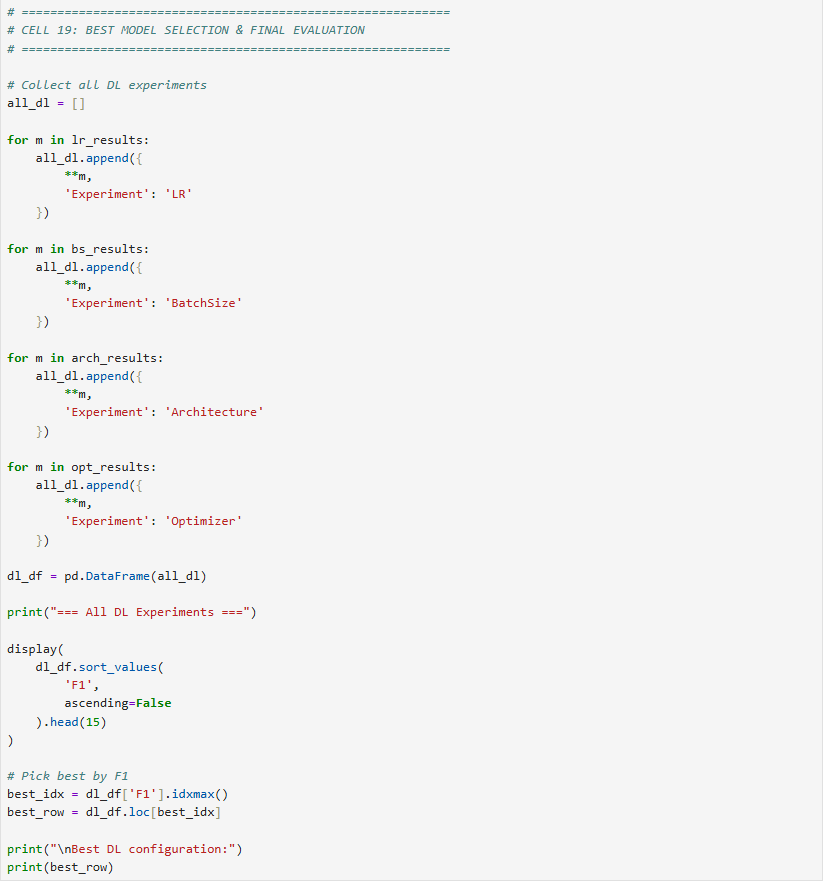 # ============================================================
# CELL 19: BEST MODEL SELECTION & FINAL EVALUATION
# ============================================================
# Collect all DL experiments
all_dl = []
for m in lr_results:
    all_dl.append({
        **m,
        'Experiment': 'LR'
    })
for m in bs_results:
    all_dl.append({
        **m,
        'Experiment': 'BatchSize'
    })
for m in arch_results:
    all_dl.append({
        **m,
        'Experiment': 'Architecture'
    })
for m in opt_results:
    all_dl.append({
        **m,
        'Experiment': 'Optimizer'
    })
dl_df = pd.DataFrame(all_dl)
print("=== All DL Experiments ===")
display(
    dl_df.sort_values(
        'F1',
        ascending=False
    ).head(15)
)
# Pick best by F1
best_idx = dl_df['F1'].idxmax()
best_row = dl_df.loc[best_idx]
print("\nBest DL configuration:")
print(best_row)